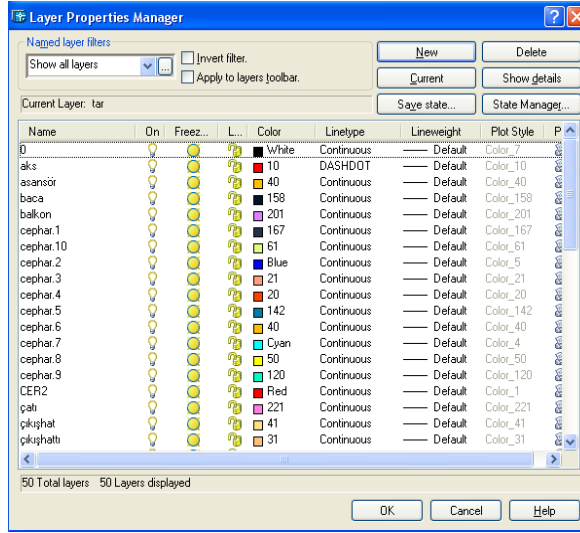 Layer Properties Manager
Named layer filters
Show all layers
...
Invert filter.
Apply to layers toolbar.
New
Delete
Current
Show details
Save state...
State Manager...
Current Layer: tar
Name On Freez... L... Color Linetype Lineweight Plot Style P
0 White Continuous Default Color_7
aks 10 DASHDOT Default Color_10
asansör 40 Continuous Default Color_40
baca 158 Continuous Default Color_158
balkon 201 Continuous Default Color_201
cephar.1 167 Continuous Default Color_167
cephar.10 61 Continuous Default Color_61
cephar.2 Blue Continuous Default Color_5
cephar.3 21 Continuous Default Color_21
cephar.4 20 Continuous Default Color_20
cephar.5 142 Continuous Default Color_142
cephar.6 40 Continuous Default Color_40
cephar.7 Cyan Continuous Default Color_4
cephar.8 50 Continuous Default Color_50
cephar.9 120 Continuous Default Color_120
CER2 Red Continuous Default Color_1
çatı 221 Continuous Default Color_221
çıkışhat 41 Continuous Default Color_41
çıkışhattı 31 Continuous Default Color_31
50 Total layers 50 Layers displayed
OK
Cancel
Help